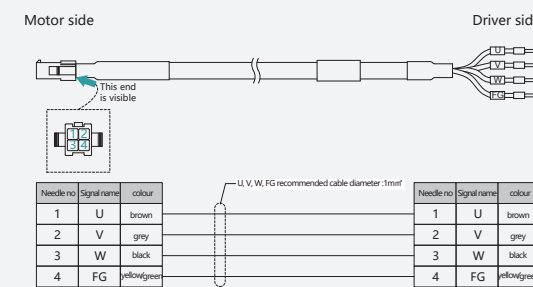 Motor side
Driver sid
U
V
W
FG
This end
is visible
1 2
3 4
U, V, W, FG recommended cable diameter :1mm²
Needle no Signal name colour
1 U brown
2 V grey
3 W black
4 FG yellow/green
Needle no Signal name colour
1 U brown
2 V grey
3 W black
4 FG yellow/gree